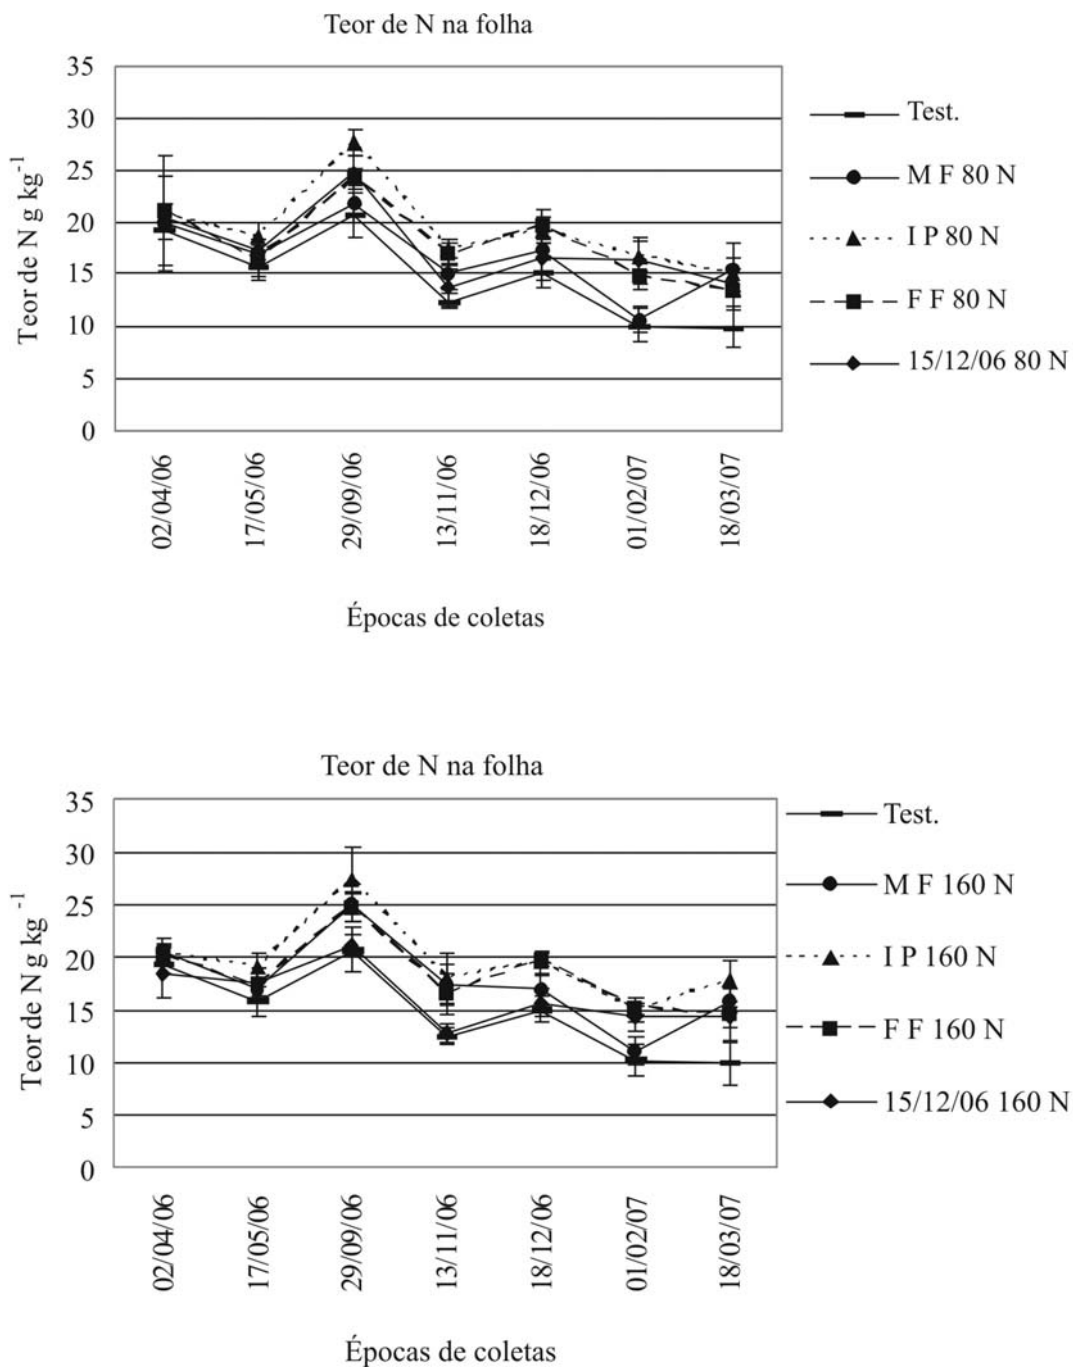 Teor de N na folha
35
30
25
20
15
10
5
0
Teor de N g kg⁻¹
02/04/06
17/05/06
29/09/06
13/11/06
18/12/06
01/02/07
18/03/07
Épocas de coletas
Test.
M F 80 N
I P 80 N
F F 80 N
15/12/06 80 N
Teor de N na folha
35
30
25
20
15
10
5
0
Teor de N g kg⁻¹
02/04/06
17/05/06
29/09/06
13/11/06
18/12/06
01/02/07
18/03/07
Épocas de coletas
Test.
M F 160 N
I P 160 N
F F 160 N
15/12/06 160 N